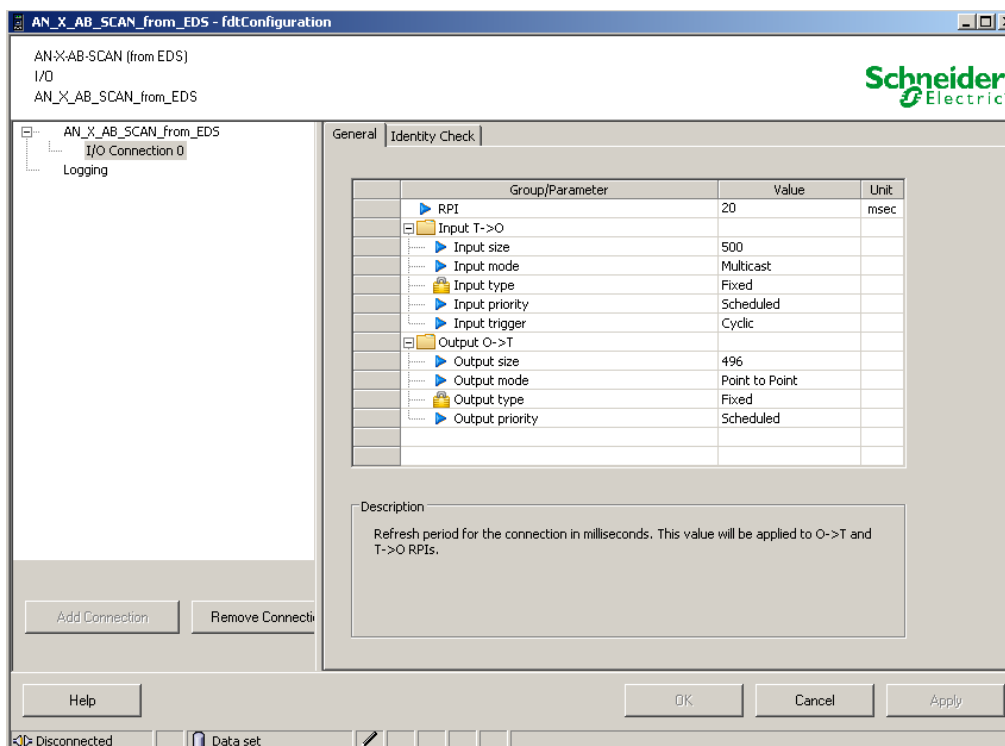 AN_X_AB_SCAN_from_EDS - fdtConfiguration
AN-X-AB-SCAN (from EDS)
I/O
AN_X_AB_SCAN_from_EDS
Schneider
Electric
AN_X_AB_SCAN_from_EDS
I/O Connection 0
Logging
General Identity Check
Group/Parameter Value Unit
RPI 20 msec
Input T->O
Input size 500
Input mode Multicast
Input type Fixed
Input priority Scheduled
Input trigger Cyclic
Output O->T
Output size 496
Output mode Point to Point
Output type Fixed
Output priority Scheduled
Description
Refresh period for the connection in milliseconds. This value will be applied to O->T and
T->O RPIs.
Add Connection Remove Connecti
Help OK Cancel Apply
Disconnected Data set